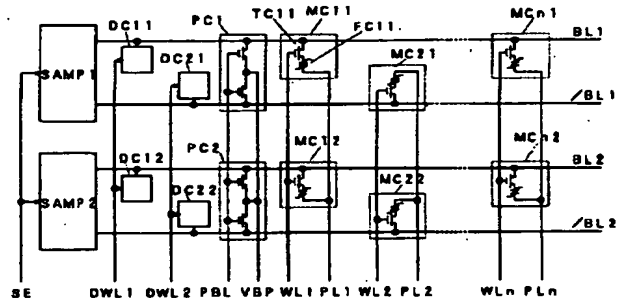 DC11 PC1 TC11 MC11 FC11 MCn1 BL1
DC21 MC21
SAMP1
/BL1
DC12 PC2 MC12 MCn2 BL2
DC22 MC22
SAMP2
/BL2
SE DWL1 DWL2 PBL VBP WL1 PL1 WL2 PL2 WLn PLn